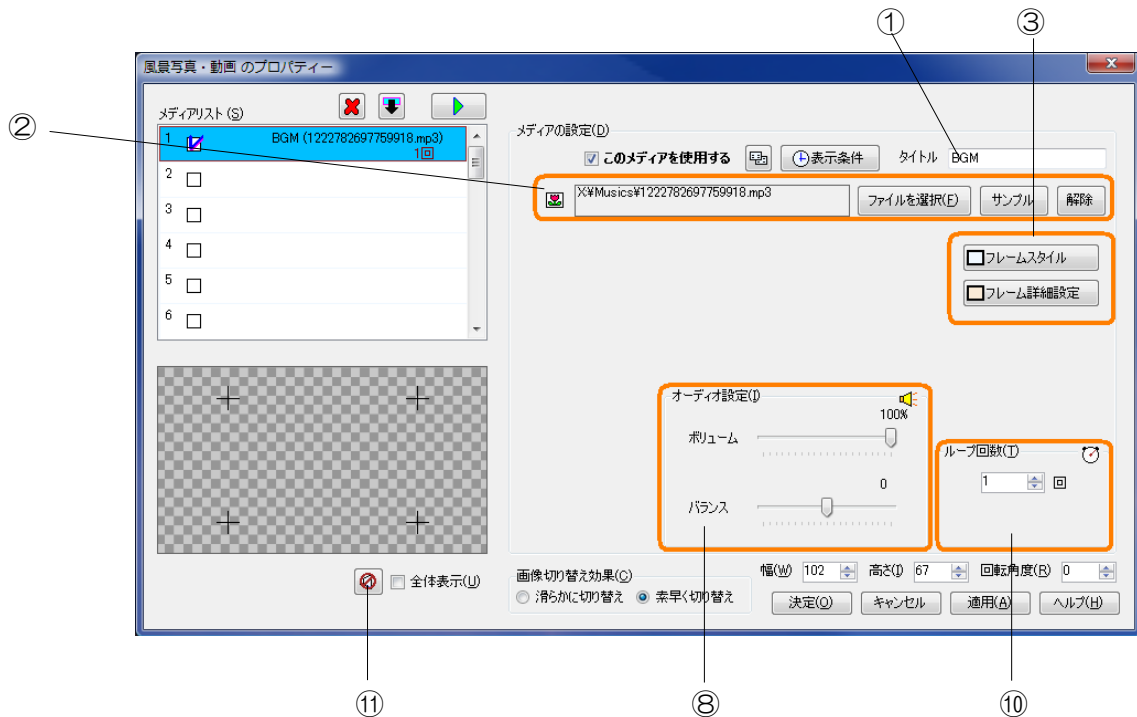 ① ③
風景写真・動画 のプロパティー
②
メディアリスト (S)
1 BGM (1222782697759918.mp3)
1回
2
3
4
5
6
メディアの設定(D)
このメディアを使用する 表示条件 タイトル BGM
X:¥Musics¥1222782697759918.mp3 ファイルを選択(F) サンプル 解除
フレームスタイル
フレーム詳細設定
オーディオ設定(I)
100%
ボリューム
0
バランス
ループ回数(T)
1 回
全体表示(U)
画像切り替え効果(C)
滑らかに切り替え 素早く切り替え
幅(W) 102 高さ(I) 67 回転角度(R) 0
決定(O) キャンセル 適用(A) ヘルプ(H)
⑪ ⑧ ⑩